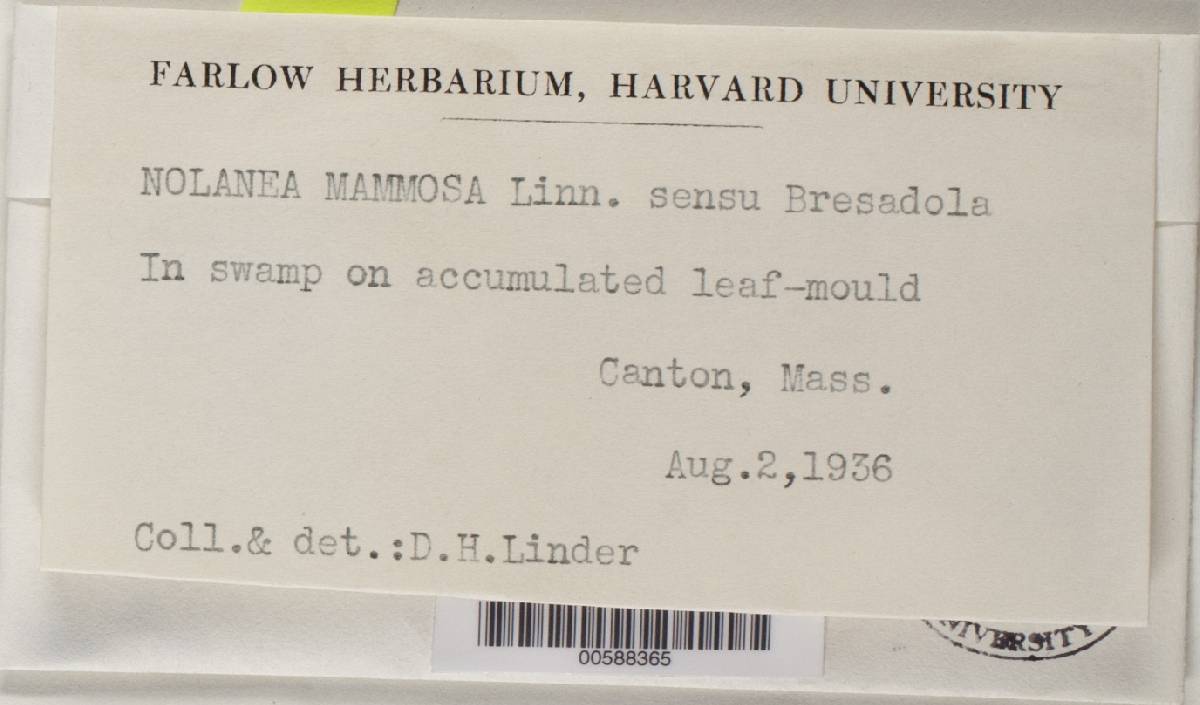 FARLOW HERBARIUM, HARVARD UNIVERSITY
NOLANEA MAMMOSA Linn. sensu Bresadola
In swamp on accumulated leaf-mould
Canton, Mass.
Aug.2,1936
Coll.& det.:D.H.Linder
00588365
UNIVERSITY